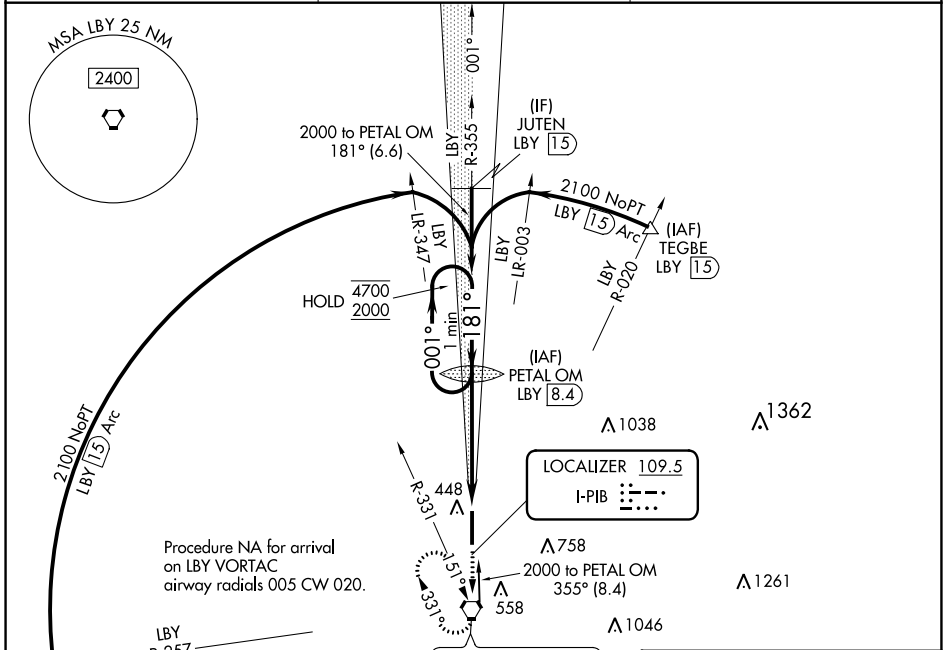 MSA LBY 25 NM
2400
001°
LBY
R-355
2000 to PETAL OM
181° (6.6)
(IF)
JUTEN
LBY 15
2100 NoPT
LBY 15 Arc
(IAF)
TEGBE
LBY 15
LBY
R-020
LBY
LR-347
LBY
LR-003
HOLD 4700
2000
001°
1 min
181°
(IAF)
PETAL OM
LBY 8.4
2100 NoPT
LBY 15 Arc
1038
1362
LOCALIZER 109.5
I-PIB
448
R-331
151°
331°
758
2000 to PETAL OM
355° (8.4)
558
1261
1046
Procedure NA for arrival
on LBY VORTAC
airway radials 005 CW 020.
LBY
R-257